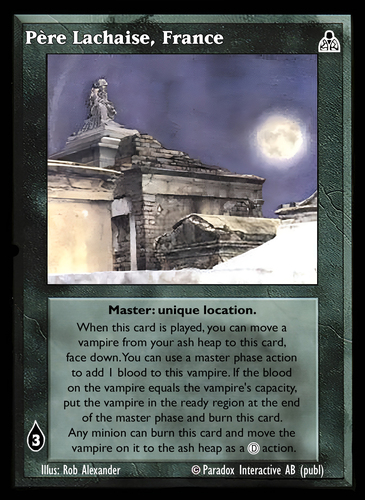 Père Lachaise, France
Master: unique location.
When this card is played, you can move a
vampire from your ash heap to this card,
face down. You can use a master phase action
to add 1 blood to this vampire. If the blood
on the vampire equals the vampire's capacity,
put the vampire in the ready region at the end
of the master phase and burn this card.
Any minion can burn this card and move the
vampire on it to the ash heap as a Ⓓ action.
3
Illus: Rob Alexander
© Paradox Interactive AB (publ)